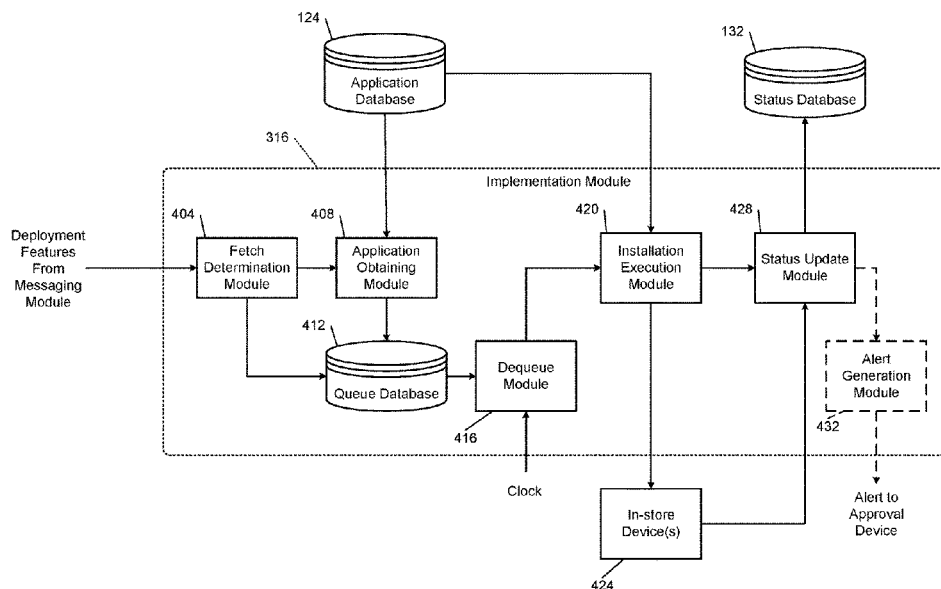 124
132
Application
Database
Status Database
316
Implementation Module
404
408
420
428
Deployment
Features
From
Messaging
Module
Fetch
Determination
Module
Application
Obtaining
Module
Installation
Execution
Module
Status Update
Module
412
Queue Database
Dequeue
Module
416
Alert
Generation
Module
432
Clock
In-store
Device(s)
424
Alert to
Approval
Device